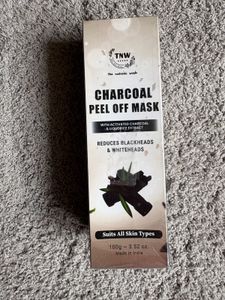 TNW
The natural wash
CHARCOAL
PEEL OFF MASK
WITH ACTIVATED CHARCOAL
& LIQUORICE EXTRACT
REDUCES BLACKHEADS
& WHITEHEADS
Suits All Skin Types
100g - 3.52 oz.
Made in India